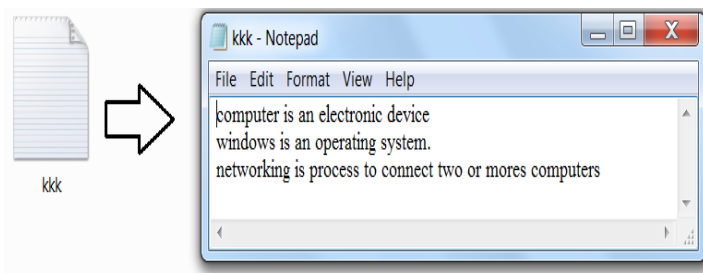 kkk - Notepad
File Edit Format View Help
computer is an electronic device
windows is an operating system.
networking is process to connect two or mores computers
kkk